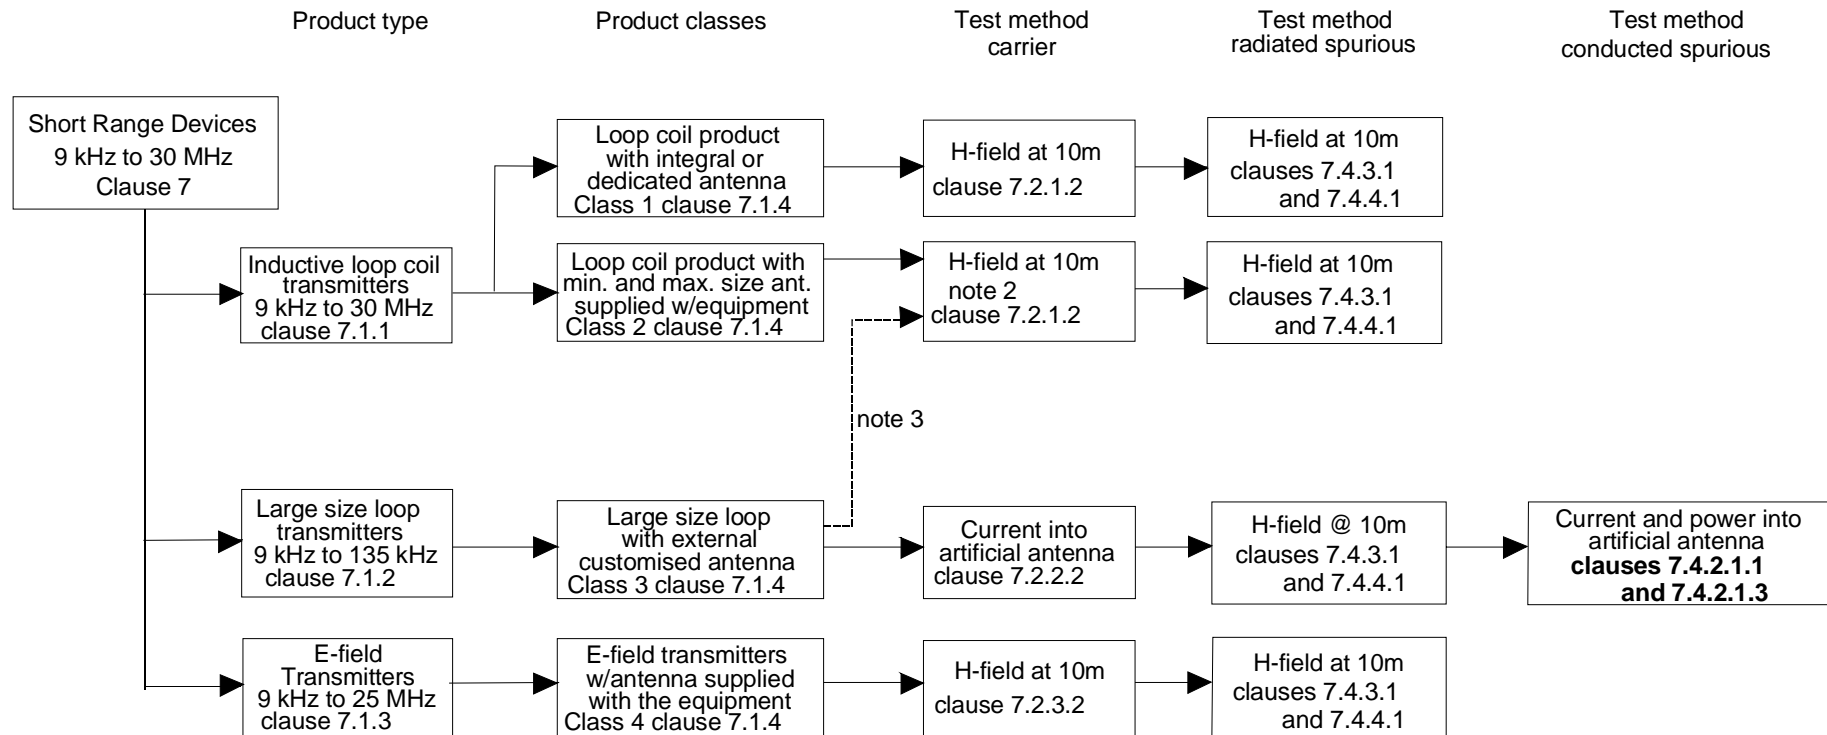 Product type
Product classes
Test method
carrier
Test method
radiated spurious
Test method
conducted spurious
Short Range Devices
9 kHz to 30 MHz
Clause 7
Loop coil product
with integral or
dedicated antenna
Class 1 clause 7.1.4
H-field at 10m
clause 7.2.1.2
H-field at 10m
clauses 7.4.3.1
and 7.4.4.1
Inductive loop coil
transmitters
9 kHz to 30 MHz
clause 7.1.1
Loop coil product with
min. and max. size ant.
supplied w/equipment
Class 2 clause 7.1.4
H-field at 10m
note 2
clause 7.2.1.2
H-field at 10m
clauses 7.4.3.1
and 7.4.4.1
note 3
Large size loop
transmitters
9 kHz to 135 kHz
clause 7.1.2
Large size loop
with external
customised antenna
Class 3 clause 7.1.4
Current into
artificial antenna
clause 7.2.2.2
H-field @ 10m
clauses 7.4.3.1
and 7.4.4.1
Current and power into
artificial antenna
clauses 7.4.2.1.1
and 7.4.2.1.3
E-field
Transmitters
9 kHz to 25 MHz
clause 7.1.3
E-field transmitters
w/antenna supplied
with the equipment
Class 4 clause 7.1.4
H-field at 10m
clause 7.2.3.2
H-field at 10m
clauses 7.4.3.1
and 7.4.4.1